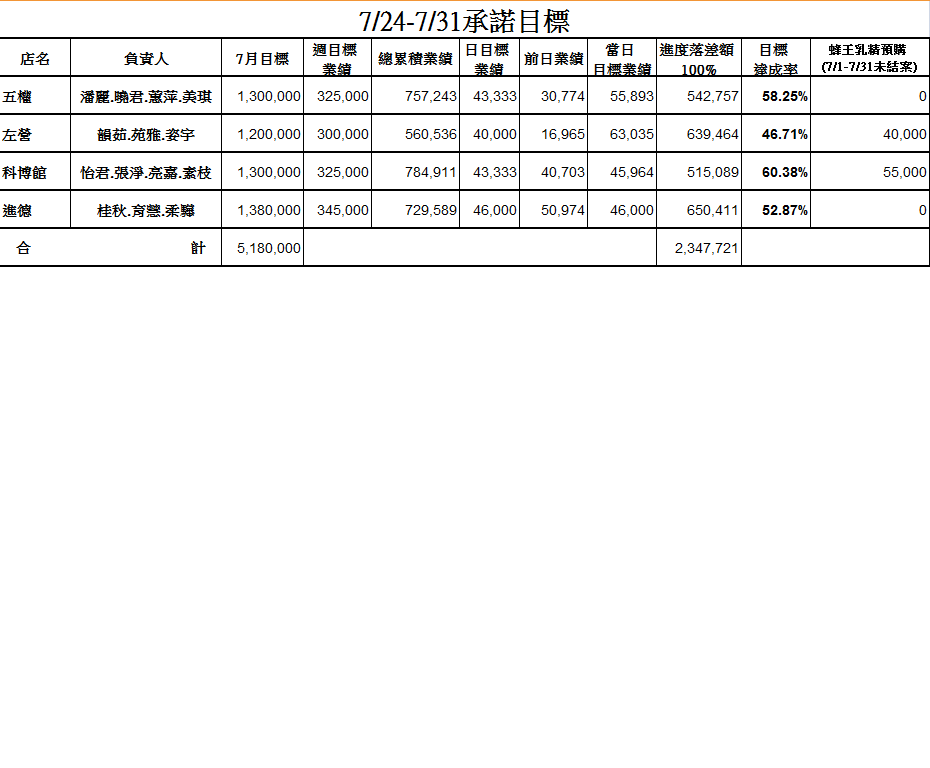 7/24-7/31承諾目標
店名 負責人 7月目標 週目標業績 總累積業績 日目標業績 前日業績 當日目標業績 進度落差額100% 目標達成率 蜂王乳精預購(7/1-7/31未結案)
五權 潘麗.曉君.蕙萍.美琪 1,300,000 325,000 757,243 43,333 30,774 55,893 542,757 58.25% 0
左營 韻茹.苑雅.姿宇 1,200,000 300,000 560,536 40,000 16,965 63,035 639,464 46.71% 40,000
科博館 怡君.張淨.亮嘉.素枝 1,300,000 325,000 784,911 43,333 40,703 45,964 515,089 60.38% 55,000
進德 桂秋.育慧.柔驊 1,380,000 345,000 729,589 46,000 50,974 46,000 650,411 52.87% 0
合 計 5,180,000 2,347,721